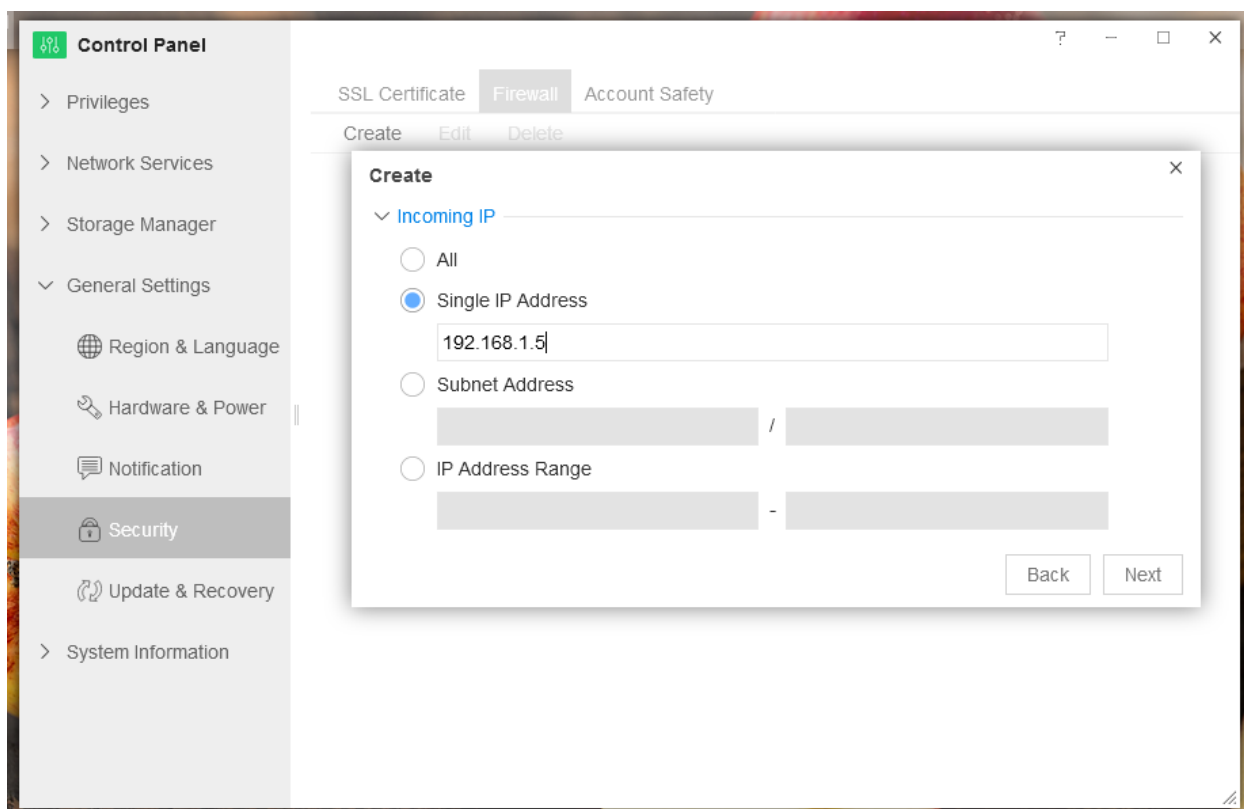 Control Panel
Privileges
Network Services
Storage Manager
General Settings
Region & Language
Hardware & Power
Notification
Security
Update & Recovery
System Information
?
SSL Certificate Firewall Account Safety
Create Edit Delete
Create
Incoming IP
All
Single IP Address
192.168.1.5
Subnet Address
/
IP Address Range
-
Back Next